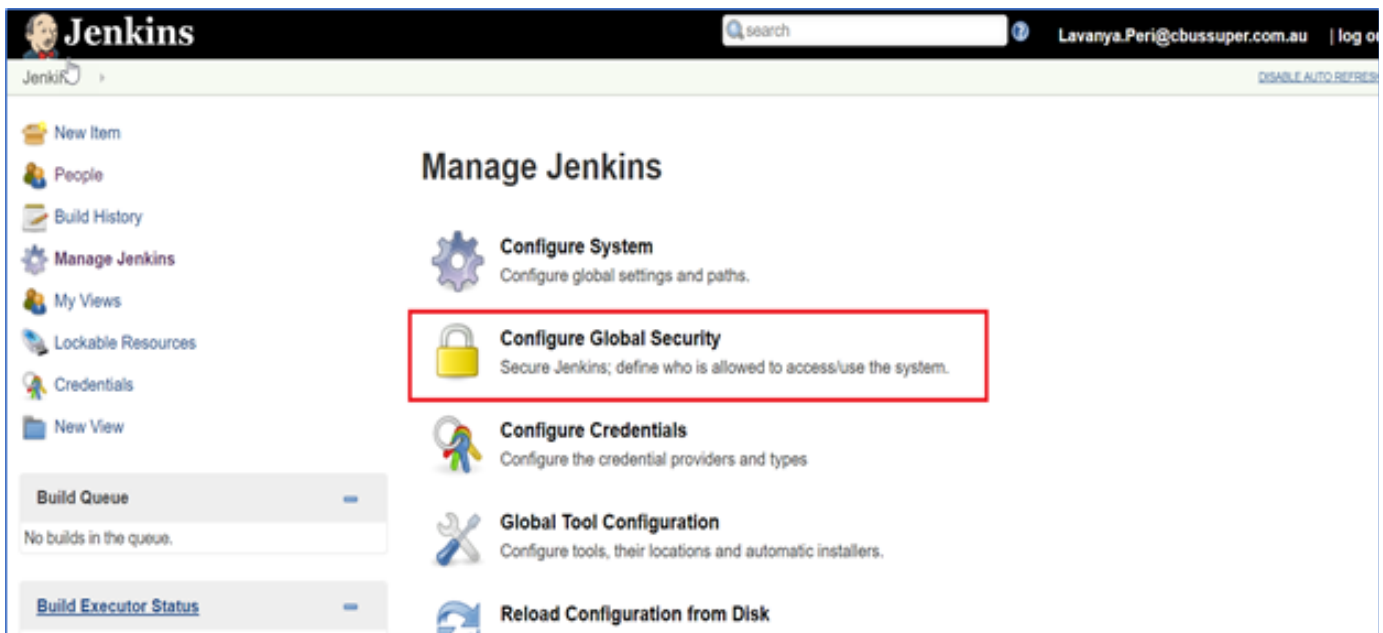 Jenkins
search
Lavanya.Peri@cbussuper.com.au | log
Jenkins
DISABLE AUTO REFRESH
New Item
People
Build History
Manage Jenkins
My Views
Lockable Resources
Credentials
New View
Build Queue
No builds in the queue.
Build Executor Status
Manage Jenkins
Configure System
Configure global settings and paths.
Configure Global Security
Secure Jenkins; define who is allowed to access/use the system.
Configure Credentials
Configure the credential providers and types
Global Tool Configuration
Configure tools, their locations and automatic installers.
Reload Configuration from Disk